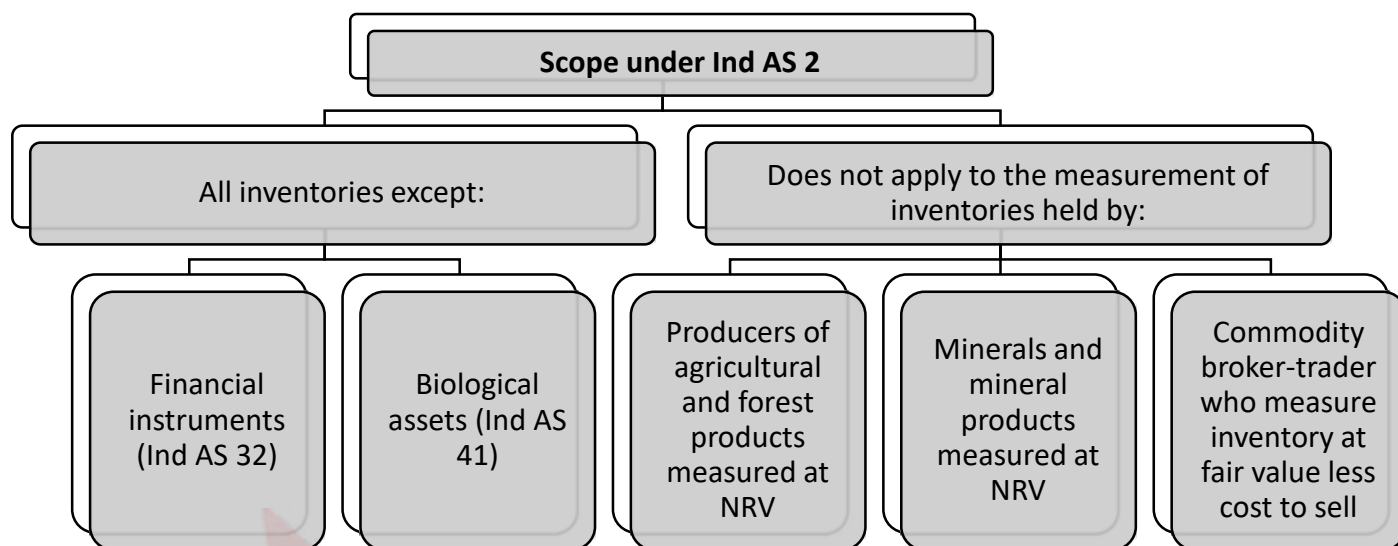 Scope under Ind AS 2
All inventories except:
Does not apply to the measurement of
inventories held by:
Financial
instruments
(Ind AS 32)
Biological
assets (Ind AS
41)
Producers of
agricultural
and forest
products
measured at
NRV
Minerals and
mineral
products
measured at
NRV
Commodity
broker-trader
who measure
inventory at
fair value less
cost to sell